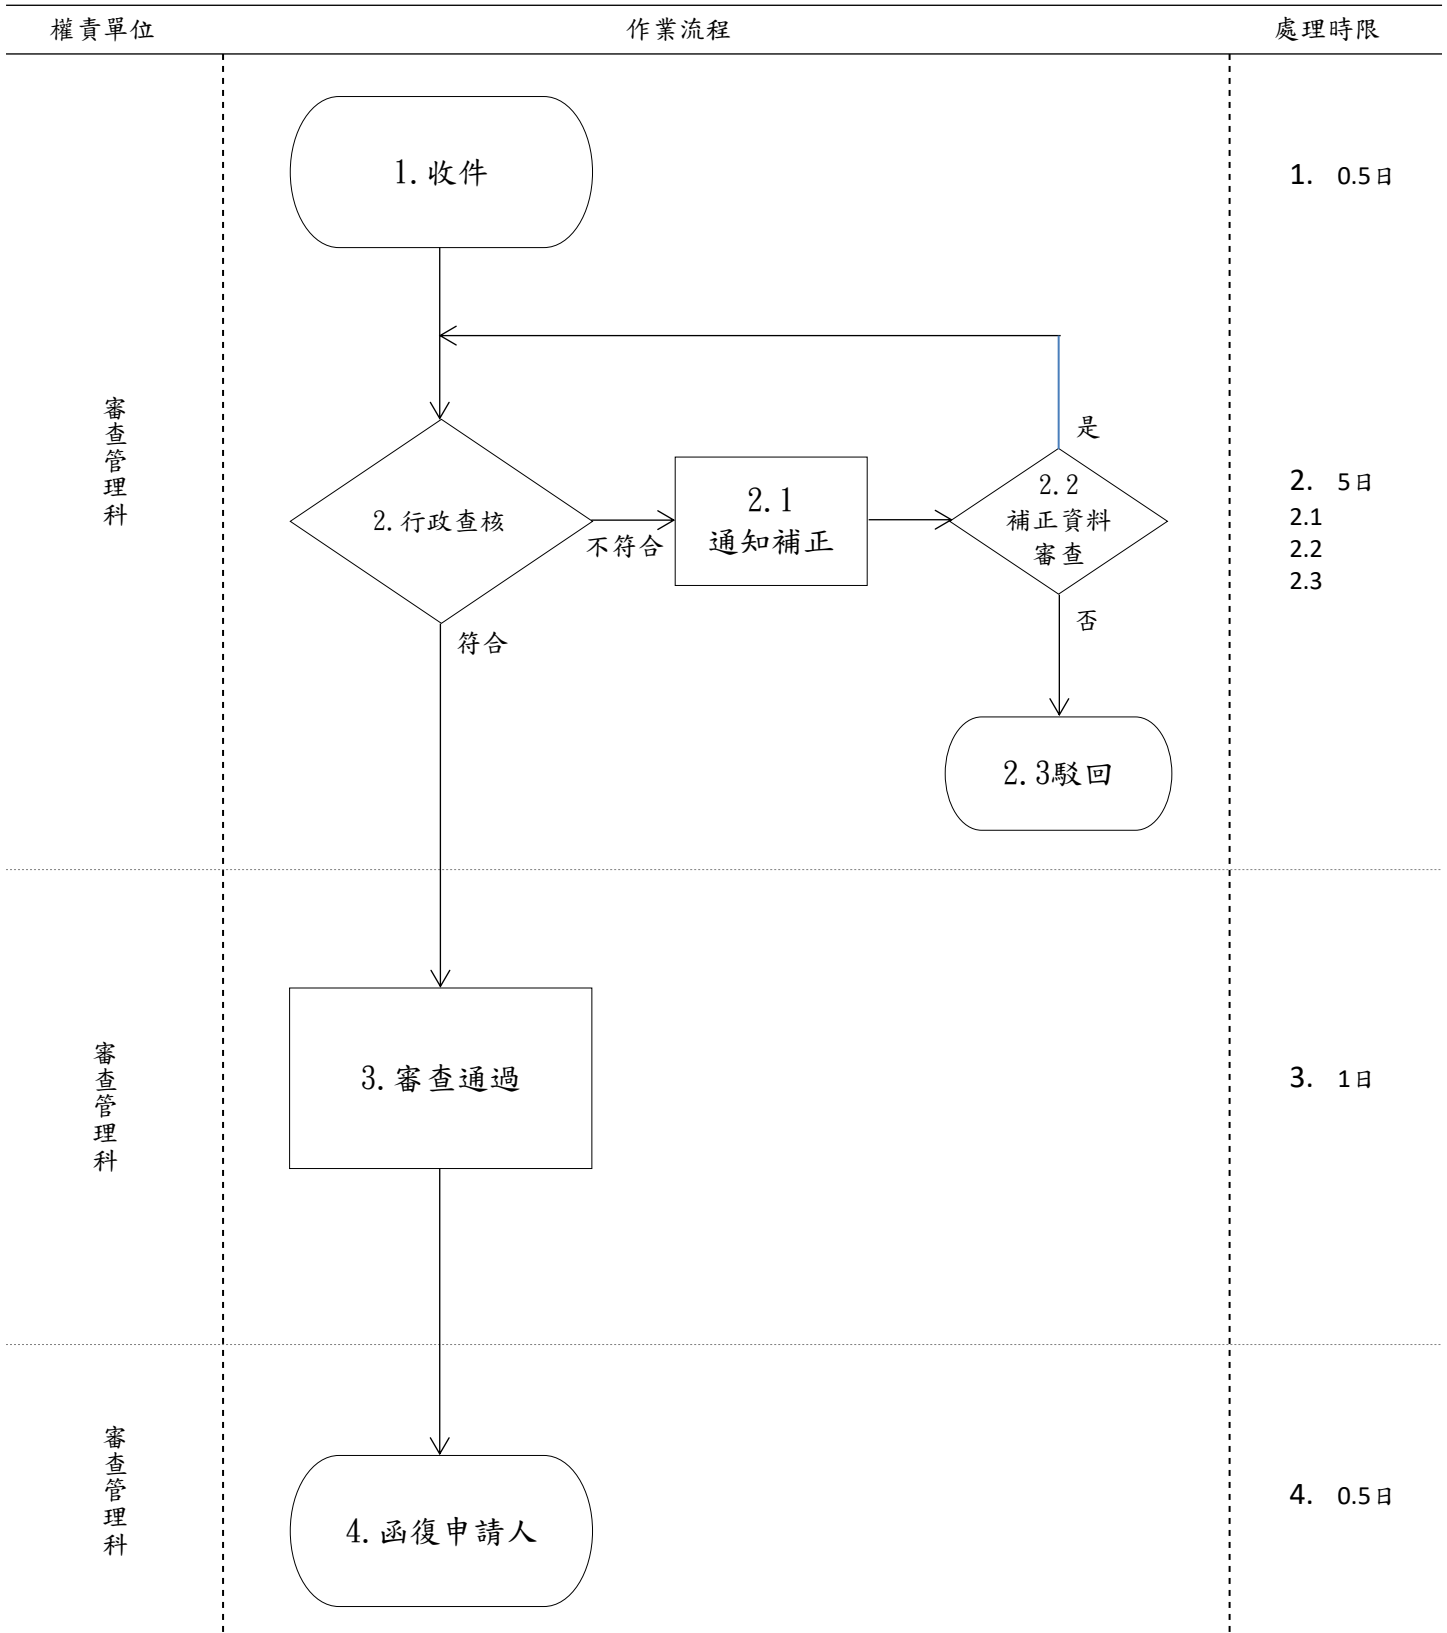 權責單位
作業流程
處理時限
1.收件
1. 0.5日
審查管理科
是
2.行政查核
不符合
2.1
通知補正
2.2
補正資料
審查
2. 5日
2.1
2.2
2.3
否
符合
2.3駁回
審查管理科
3.審查通過
3. 1日
審查管理科
4.函復申請人
4. 0.5日